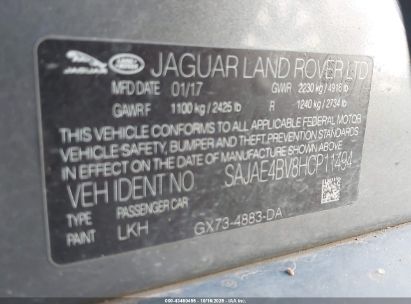 JAGUAR LAND ROVER LTD
MFD DATE 01/17 GWR 2230 kg / 4916 lb
GAWR F 1100 kg / 2425 lb R 1240 kg / 2734 lb
THIS VEHICLE CONFORMS TO ALL APPLICABLE FEDERAL MOTOR
VEHICLE SAFETY, BUMPER, AND THEFT PREVENTION STANDARDS
IN EFFECT ON THE DATE OF MANUFACTURE SHOWN ABOVE
VEH IDENT NO. SAJAE4BV8HCP11494
TYPE PASSENGER CAR
PAINT LKH GX73-4883-DA